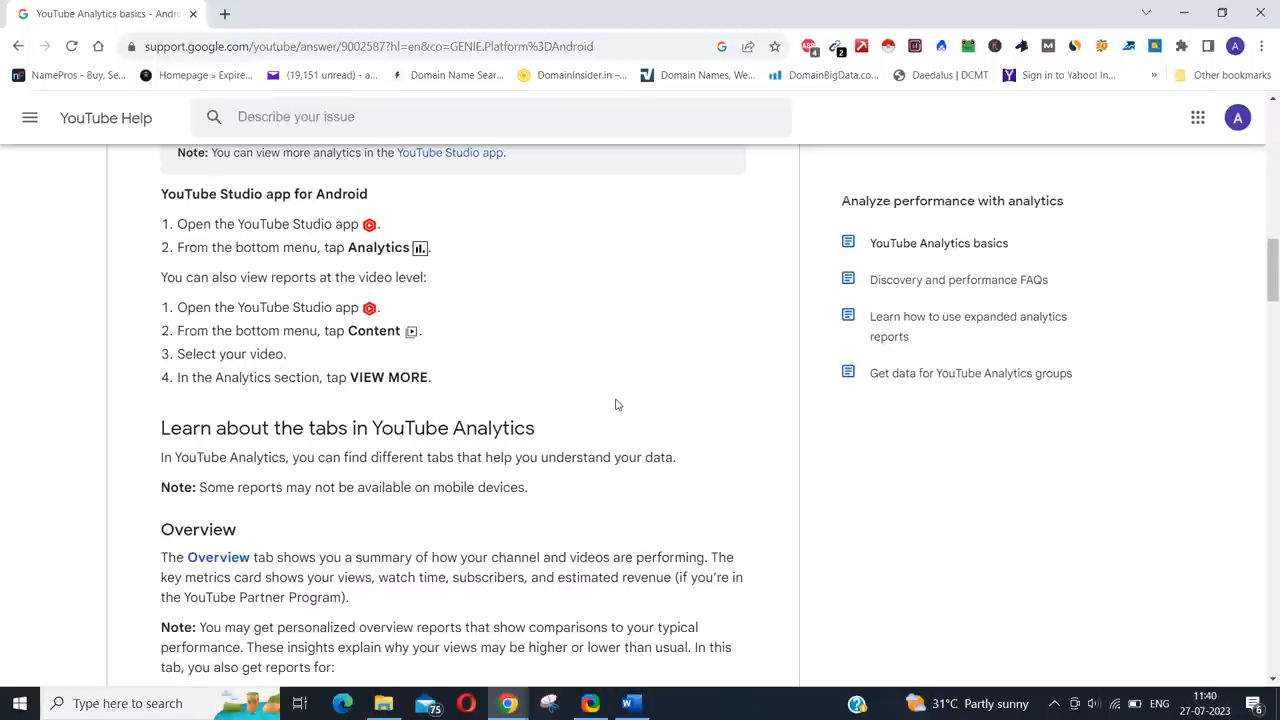 YouTube Analytics basics - Andr
support.google.com/youtube/answer/9002587?hl=en&co=GENIE.Platform%3DAndroid
NamePros - Buy, Se...
Homepage » Expire...
(19,151 unread) - a...
Domain Name Sear...
DomainInsider.in –...
Domain Names, We...
DomainBigData.co...
Daedalus | DCMT
Sign in to Yahoo! In...
»
Other bookmarks
YouTube Help
Describe your issue
A
Note: You can view more analytics in the YouTube Studio app.
YouTube Studio app for Android
1. Open the YouTube Studio app .
2. From the bottom menu, tap Analytics .
You can also view reports at the video level:
1. Open the YouTube Studio app .
2. From the bottom menu, tap Content .
3. Select your video.
4. In the Analytics section, tap VIEW MORE.
Learn about the tabs in YouTube Analytics
In YouTube Analytics, you can find different tabs that help you understand your data.
Note: Some reports may not be available on mobile devices.
Overview
The Overview tab shows you a summary of how your channel and videos are performing. The
key metrics card shows your views, watch time, subscribers, and estimated revenue (if you’re in
the YouTube Partner Program).
Note: You may get personalized overview reports that show comparisons to your typical
performance. These insights explain why your views may be higher or lower than usual. In this
tab, you also get reports for:
Analyze performance with analytics
YouTube Analytics basics
Discovery and performance FAQs
Learn how to use expanded analytics
reports
Get data for YouTube Analytics groups
Type here to search
75
31°C Partly sunny
ENG
11:40
27-07-2023
6